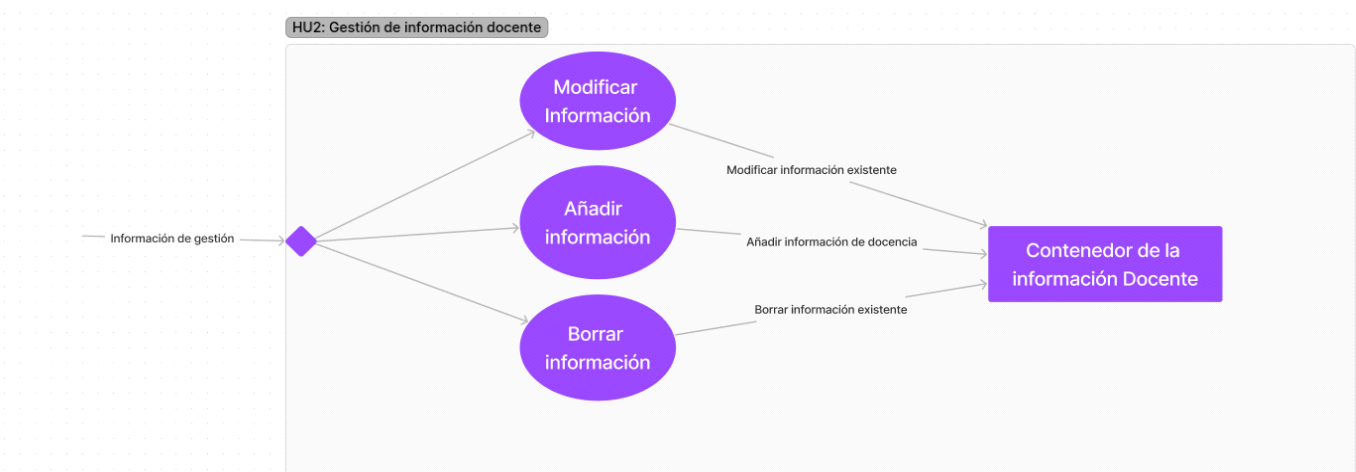 HU2: Gestión de información docente
Modificar
Información
Modificar información existente
Añadir
información
Información de gestión
Añadir información de docencia
Contenedor de la
información Docente
Borrar información existente
Borrar
información